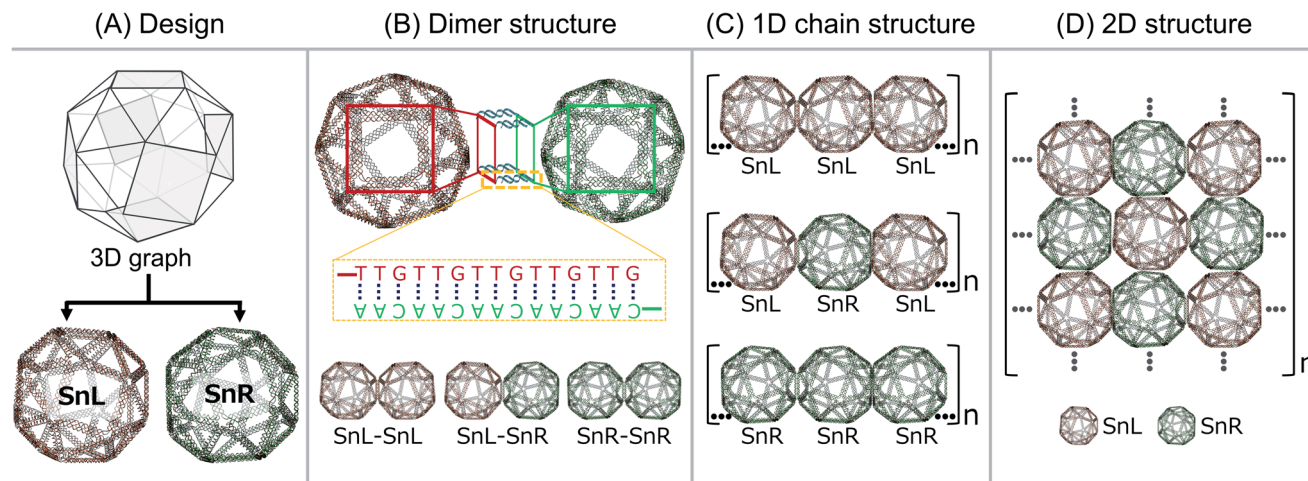 (A) Design
(B) Dimer structure
(C) 1D chain structure
(D) 2D structure
3D graph
SnL
SnR
TTGTTGTTGTTGTTG
AACAACAACAACAAC
SnL-SnL
SnL-SnR
SnR-SnR
SnL SnL SnL
n
SnL SnR SnL
n
SnR SnR SnR
n
n
SnL
SnR